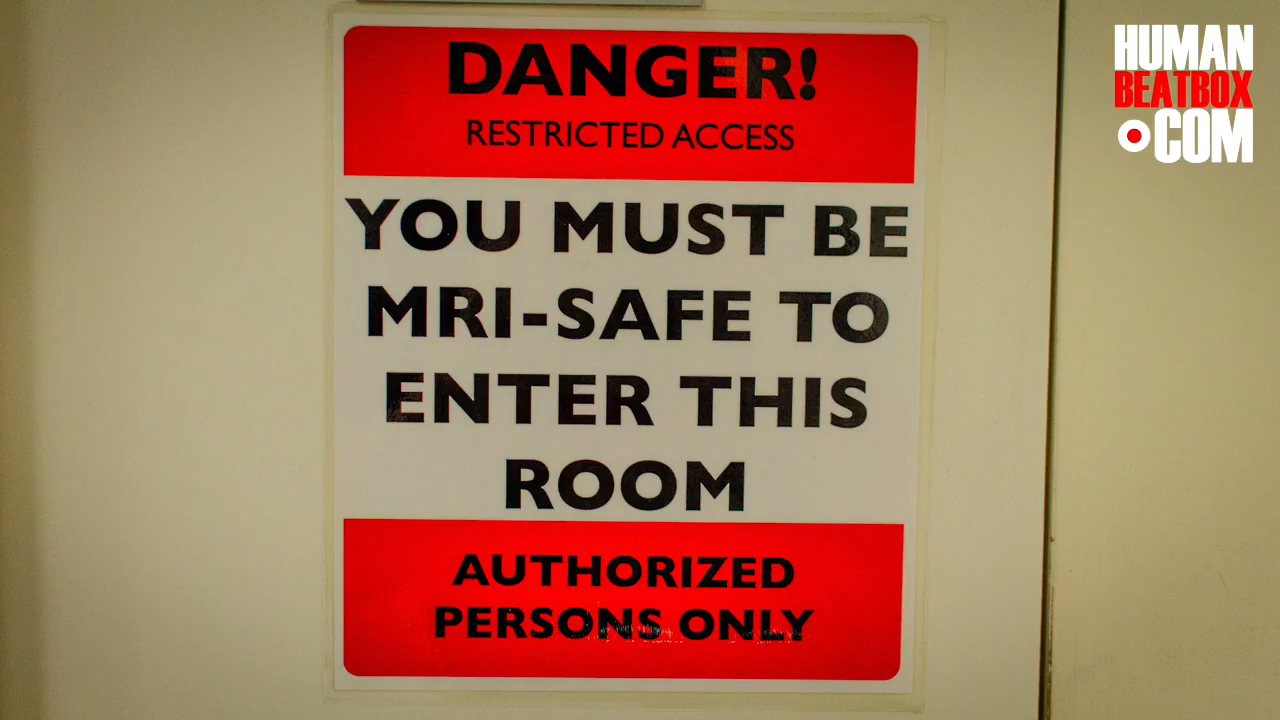 DANGER!
RESTRICTED ACCESS
YOU MUST BE
MRI-SAFE TO
ENTER THIS
ROOM
AUTHORIZED
PERSONS ONLY
HUMAN
BEATBOX
.COM